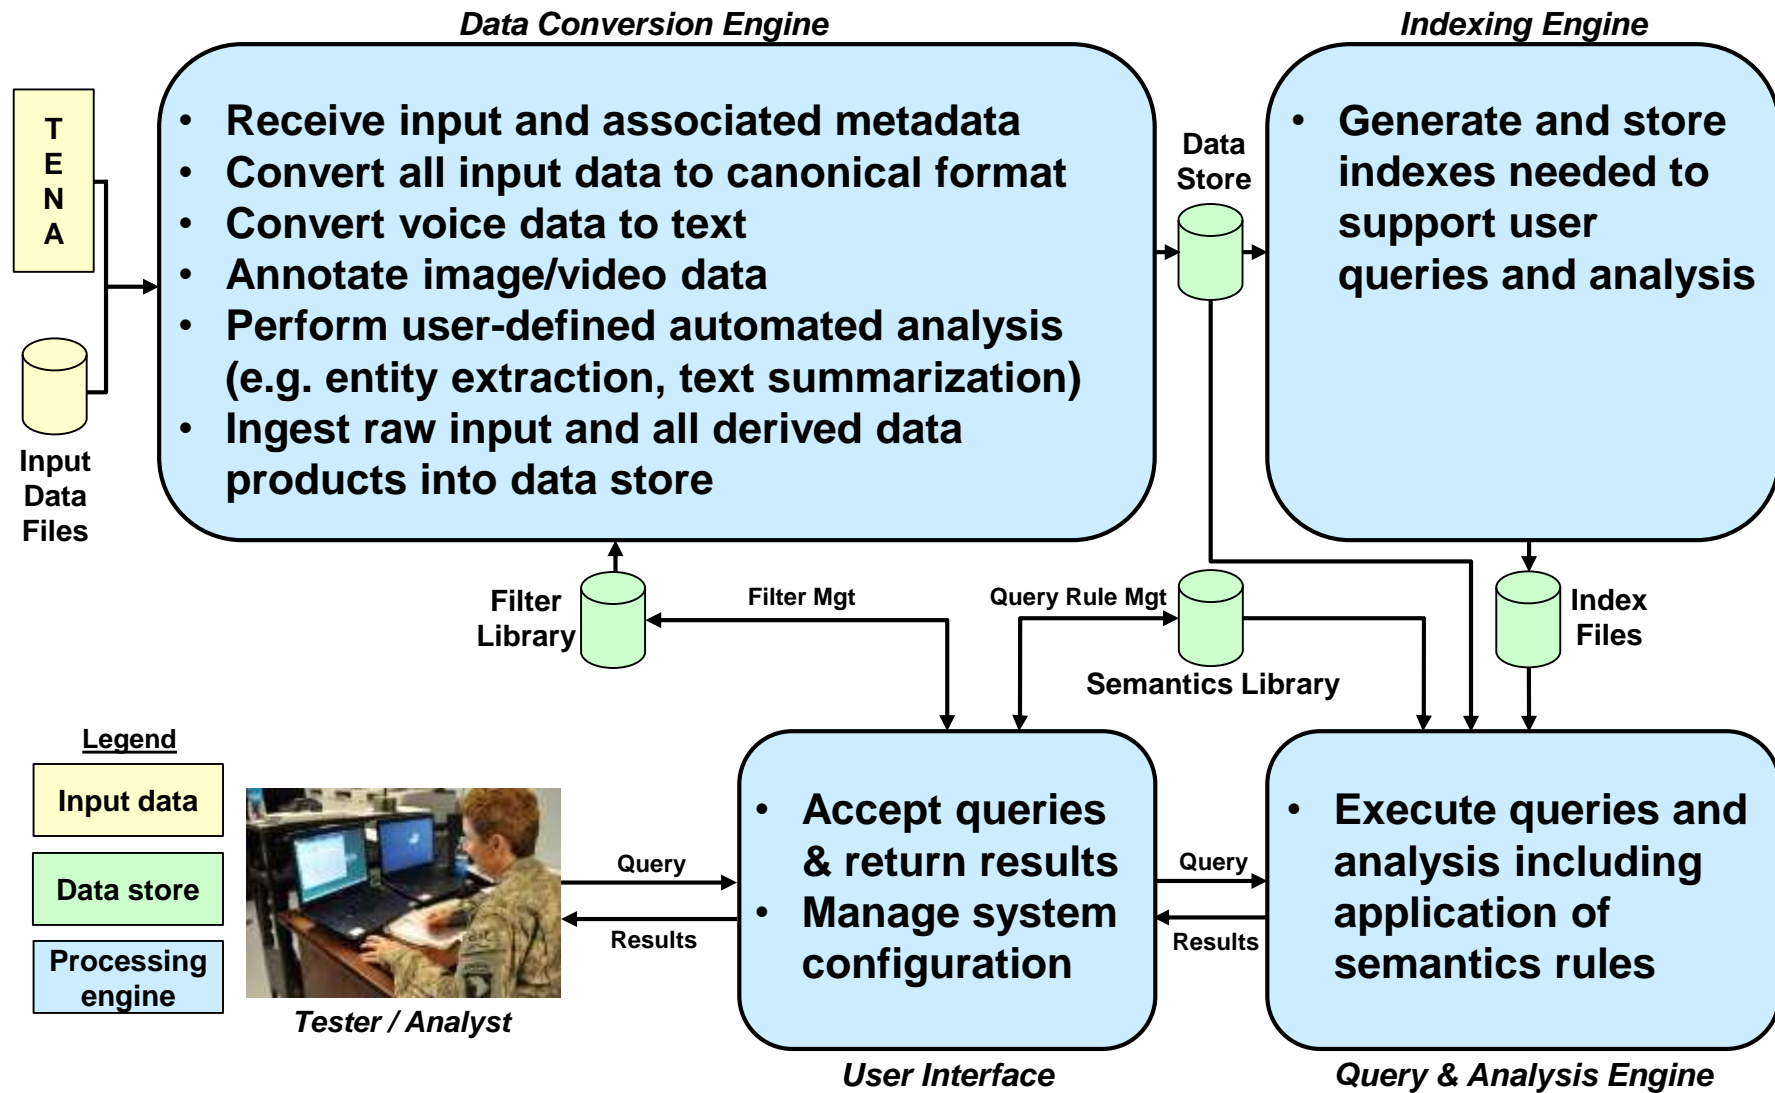 Data Conversion Engine
Indexing Engine
T
E
N
A
Input
Data
Files
• Receive input and associated metadata
• Convert all input data to canonical format
• Convert voice data to text
• Annotate image/video data
• Perform user-defined automated analysis
(e.g. entity extraction, text summarization)
• Ingest raw input and all derived data
products into data store
Data
Store
• Generate and store
indexes needed to
support user
queries and analysis
Filter
Library
Filter Mgt
Query Rule Mgt
Semantics Library
Index
Files
Legend
Input data
Data store
Processing
engine
Tester / Analyst
Query
Results
• Accept queries
& return results
• Manage system
configuration
User Interface
Query
Results
• Execute queries and
analysis including
application of
semantics rules
Query & Analysis Engine